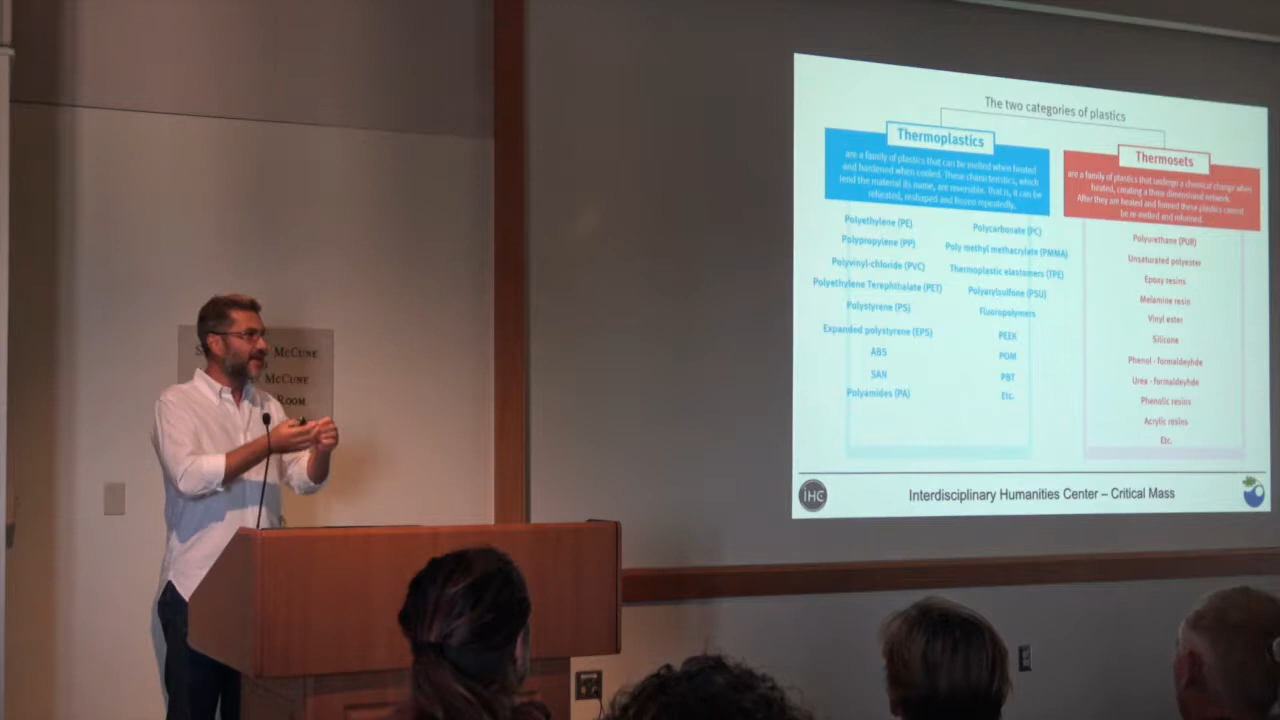 S McCune
McCune
Room
The two categories of plastics
Thermoplastics
are a family of plastics that can be melted when heated
and hardened when cooled. These characteristics, which
lend the material its name, are reversible. That is, it can be
reheated, reshaped and frozen repeatedly.
Polyethylene (PE)
Polypropylene (PP)
Polyvinyl-chloride (PVC)
Polyethylene Terephthalate (PET)
Polystyrene (PS)
Expanded polystyrene (EPS)
ABS
SAN
Polyamides (PA)
Polycarbonate (PC)
Poly methyl methacrylate (PMMA)
Thermoplastic elastomers (TPE)
Polyarylsulfone (PSU)
Fluoropolymers
PEEK
POM
PBT
Etc.
Thermosets
are a family of plastics that undergo a chemical change when
heated, creating a three dimensional network.
After they are heated and formed these plastics cannot
be re-melted and reformed.
Polyurethane (PUR)
Unsaturated polyester
Epoxy resins
Melamine resin
Vinyl ester
Silicone
Phenol - formaldeyhde
Urea - formaldeyhde
Phenolic resins
Acrylic resins
Etc.
IHC
Interdisciplinary Humanities Center – Critical Mass